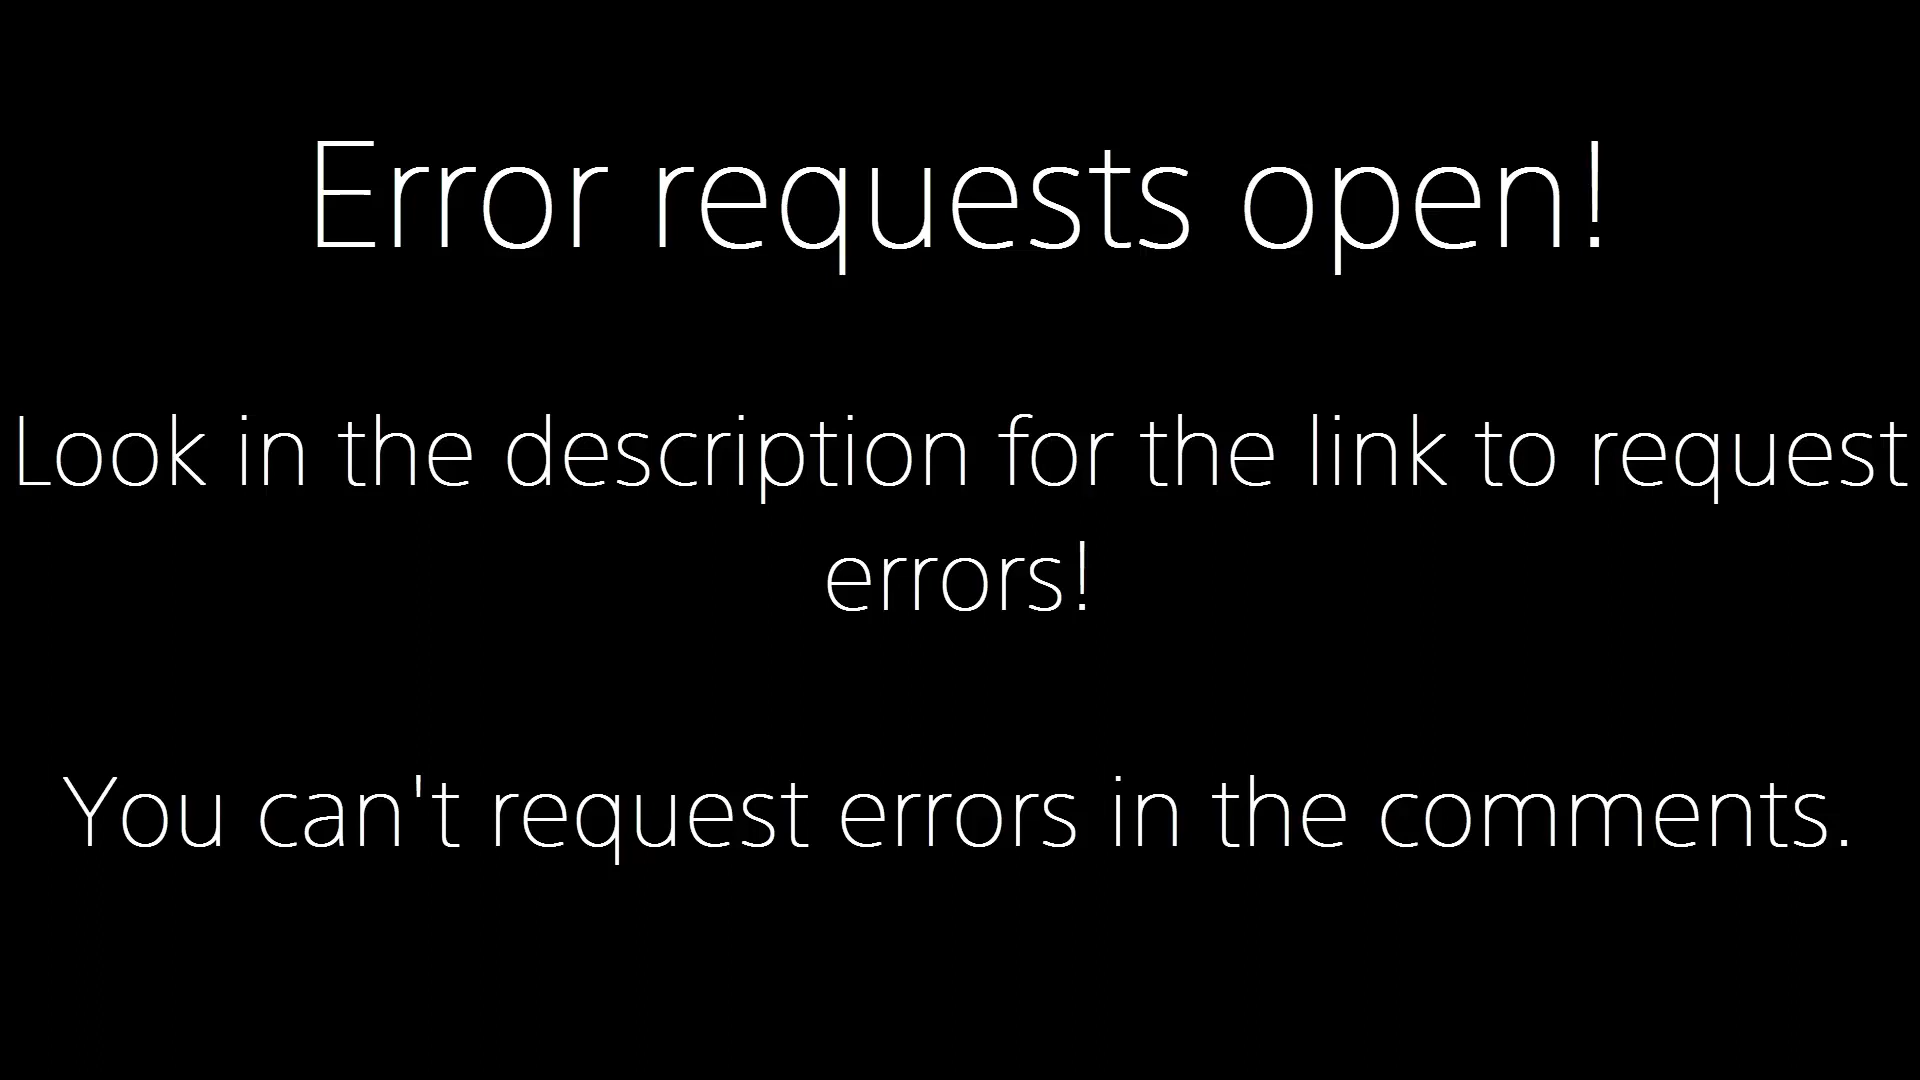 Error requests open!
Look in the description for the link to request
errors!
You can't request errors in the comments.